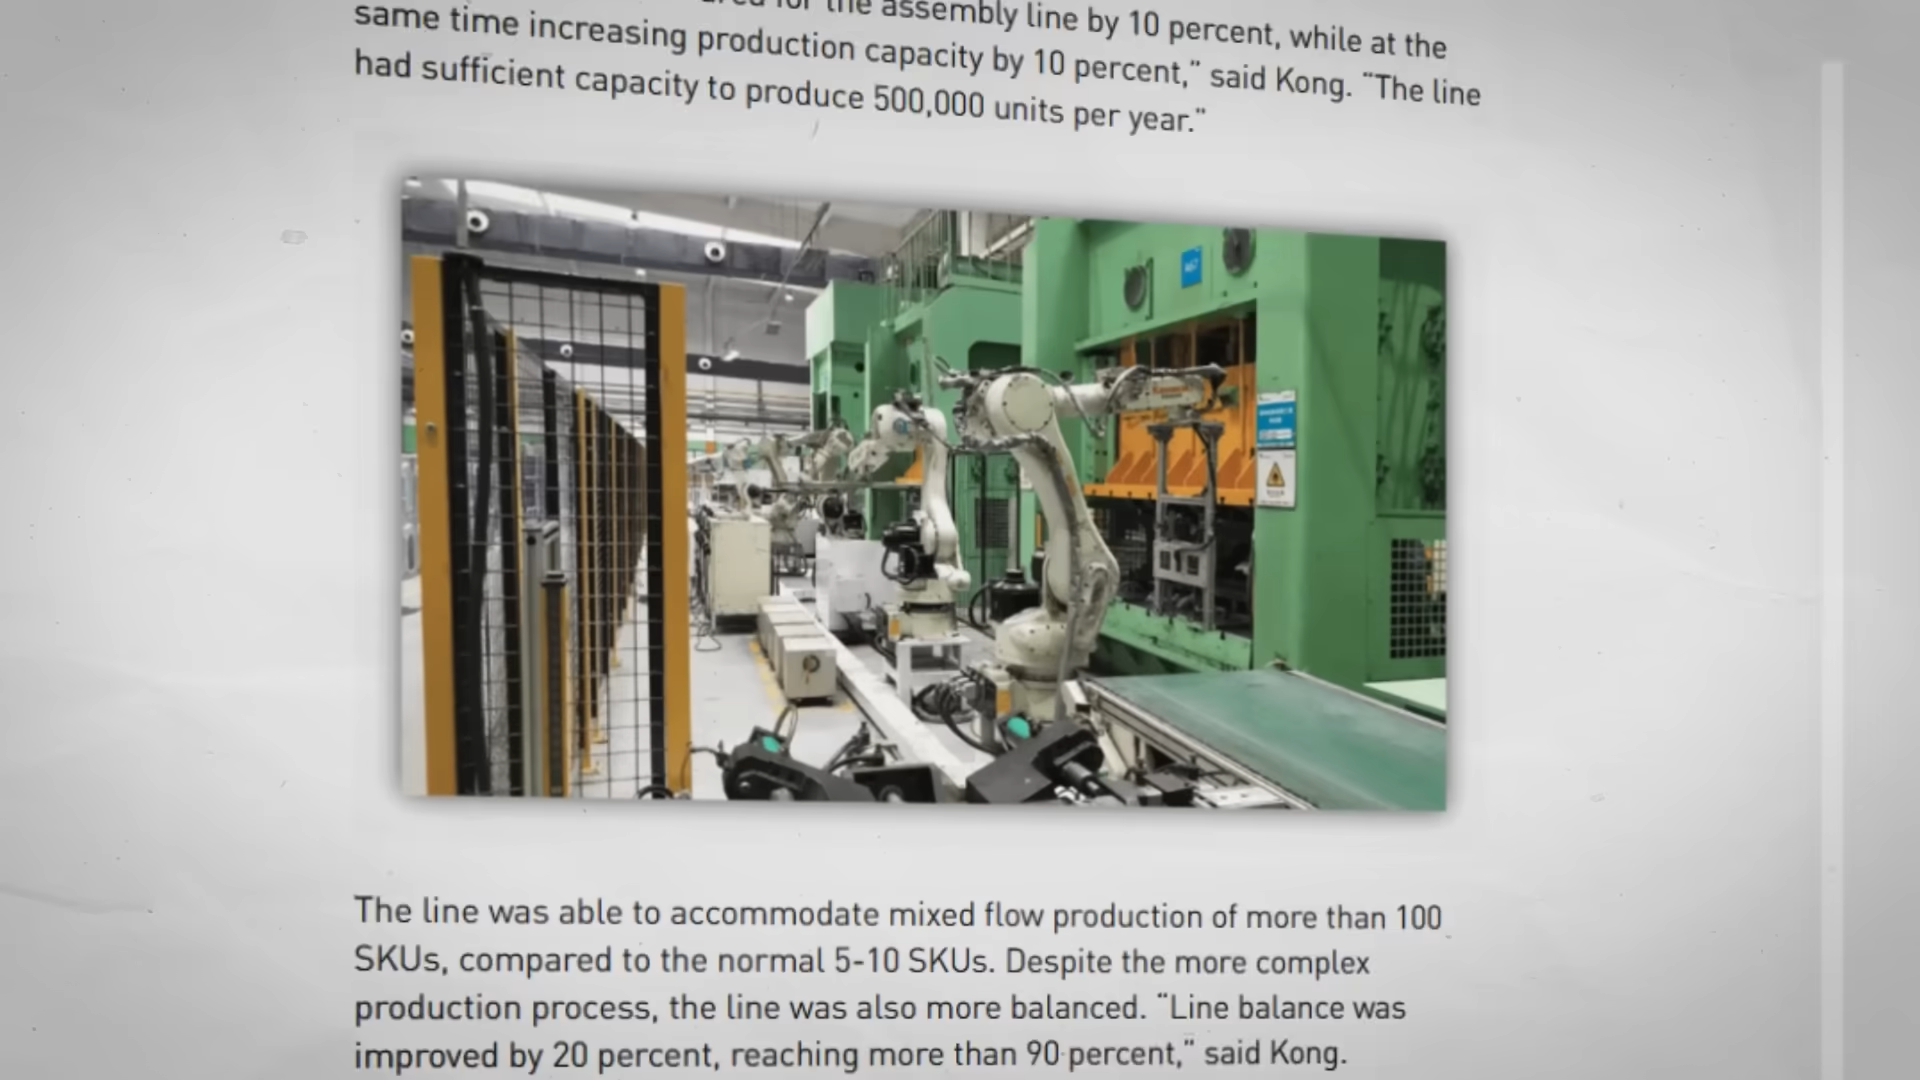 for the assembly line by 10 percent, while at the
same time increasing production capacity by 10 percent,” said Kong. “The line
had sufficient capacity to produce 500,000 units per year.”
The line was able to accommodate mixed flow production of more than 100
SKUs, compared to the normal 5-10 SKUs. Despite the more complex
production process, the line was also more balanced. “Line balance was
improved by 20 percent, reaching more than 90 percent,” said Kong.